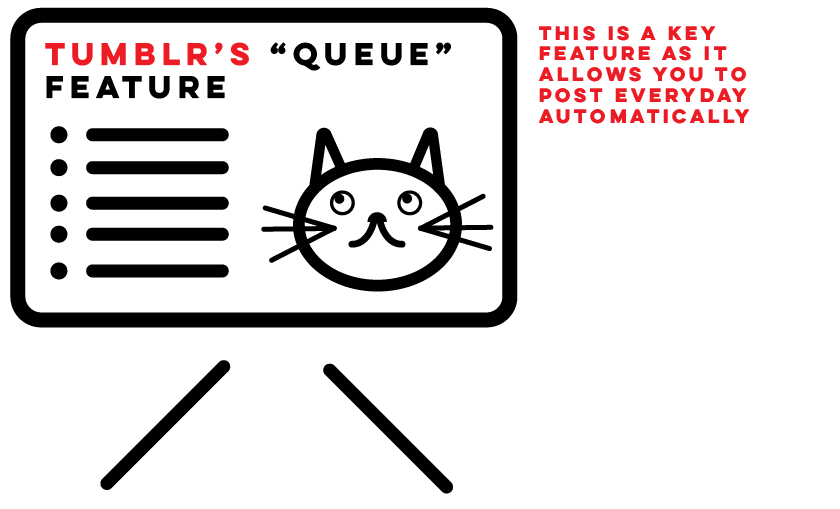 TUMBLR'S “QUEUE”
FEATURE
THIS IS A KEY
FEATURE AS IT
ALLOWS YOU TO
POST EVERYDAY
AUTOMATICALLY